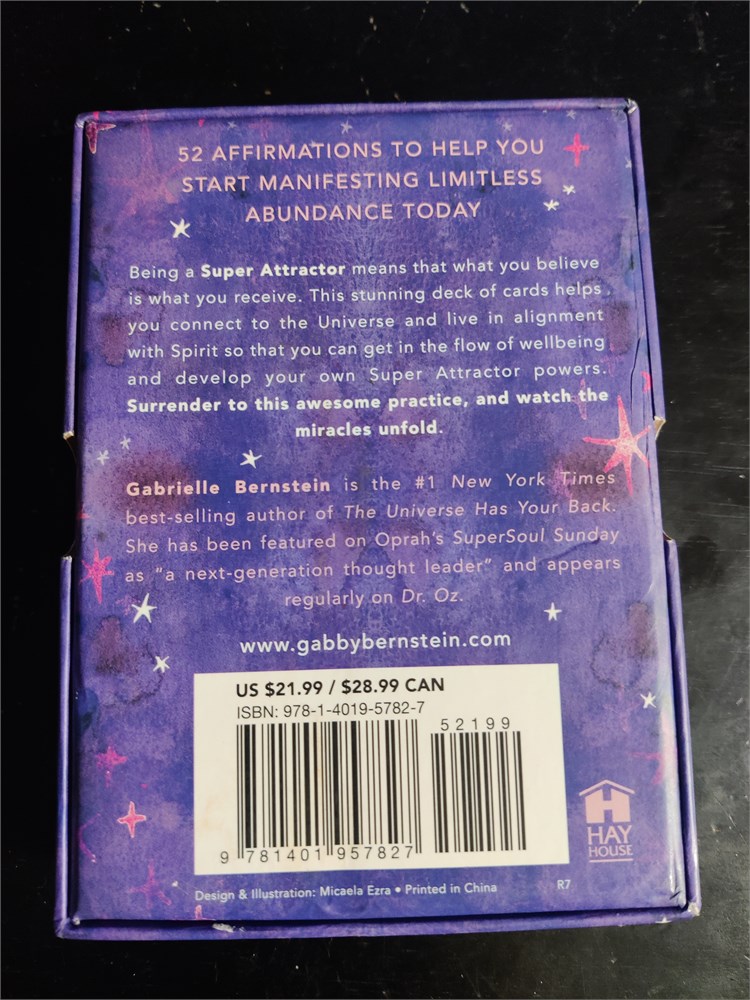 52 AFFIRMATIONS TO HELP YOU
START MANIFESTING LIMITLESS
ABUNDANCE TODAY
Being a Super Attractor means that what you believe
is what you receive. This stunning deck of cards helps
you connect to the Universe and live in alignment
with Spirit so that you can get in the flow of wellbeing
and develop your own Super Attractor powers.
Surrender to this awesome practice, and watch the
miracles unfold.
Gabrielle Bernstein is the #1 New York Times
best-selling author of The Universe Has Your Back.
She has been featured on Oprah's SuperSoul Sunday
as "a next-generation thought leader" and appears
regularly on Dr. Oz.
www.gabbybernstein.com
US $21.99 / $28.99 CAN
ISBN: 978-1-4019-5782-7
52199
9 781401 957827
HAY
HOUSE
Design & Illustration: Micaela Ezra • Printed in China
R7